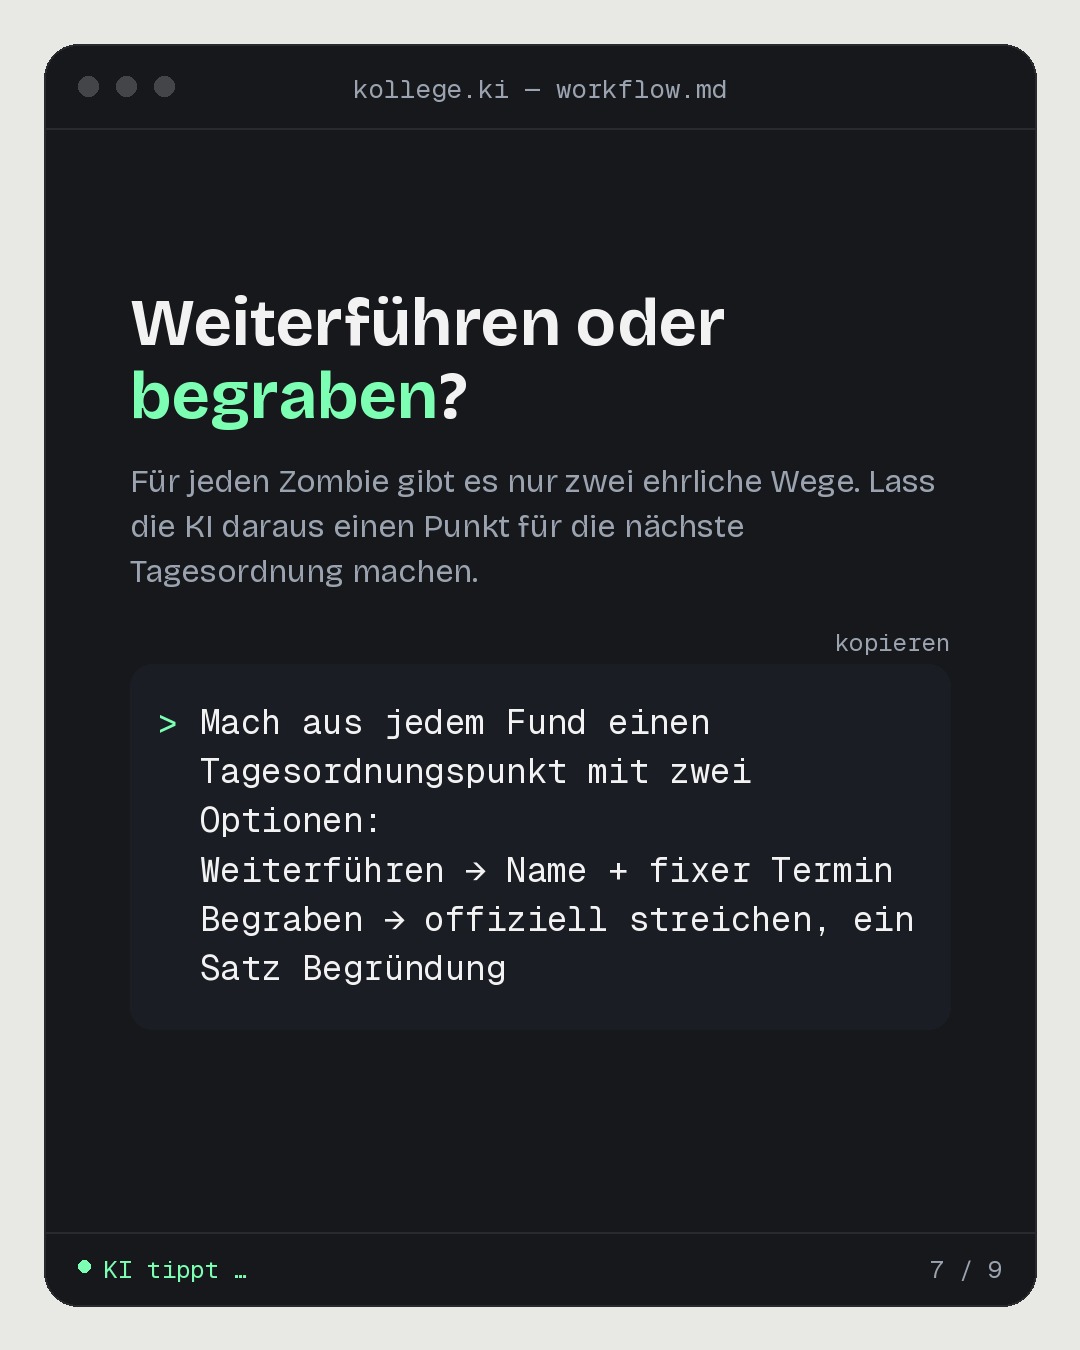 kollege.ki — workflow.md
Weiterführen oder
begraben?
Für jeden Zombie gibt es nur zwei ehrliche Wege. Lass
die KI daraus einen Punkt für die nächste
Tagesordnung machen.
kopieren
> Mach aus jedem Fund einen
Tagesordnungspunkt mit zwei
Optionen:
Weiterführen → Name + fixer Termin
Begraben → offiziell streichen, ein
Satz Begründung
KI tippt …
7 / 9